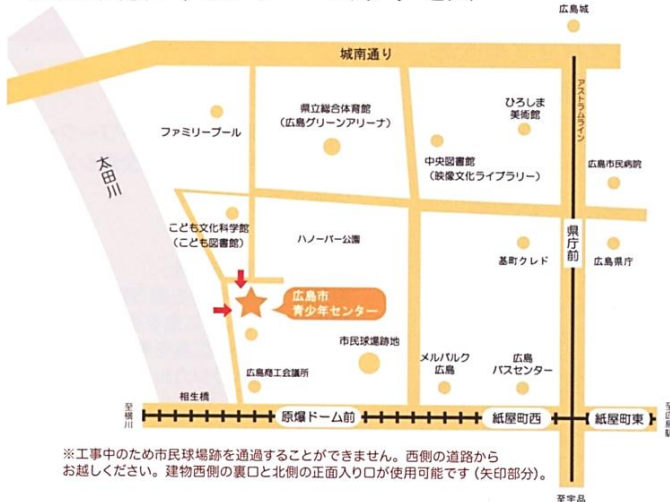 広島城
城南通り
アストラムライン
ひろしま
美術館
県立総合体育館
（広島グリーンアリーナ）
ファミリープール
中央図書館
（映像文化ライブラリー）
広島市民病院
太田川
こども文化科学館
（こども図書館）
ハノーバー公園
県庁前
基町クレド
広島県庁
広島市
青少年センター
市民球場跡地
メルパルク
広島
広島
バスセンター
広島商工会議所
相生橋
至横川
原爆ドーム前
紙屋町西
紙屋町東
至広島駅
※工事中のため市民球場跡を通過することができません。西側の道路から
お越しください。建物西側の裏口と北側の正面入り口が使用可能です（矢印部分）。
至宇品